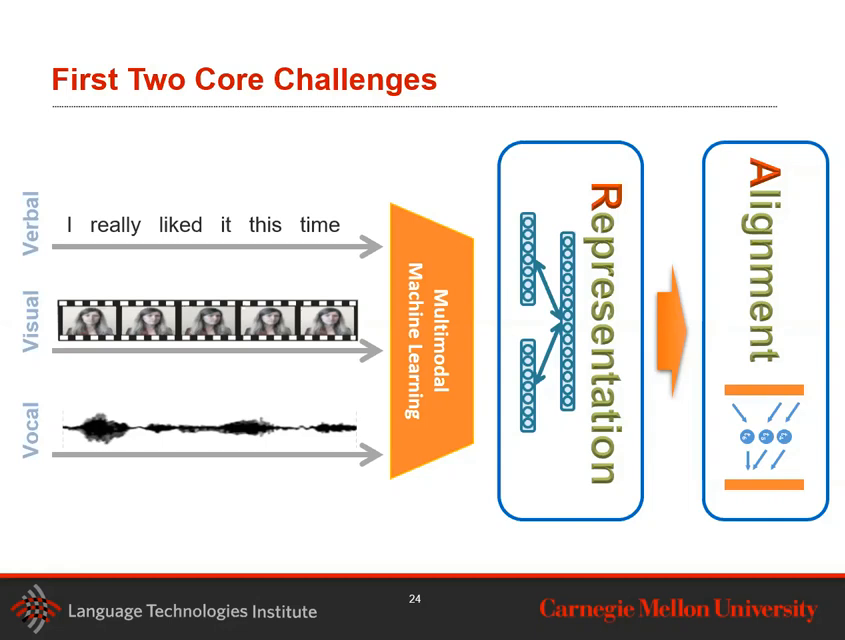 First Two Core Challenges
Verbal
I really liked it this time
Visual
Vocal
Multimodal
Machine Learning
Representation
Alignment
Language Technologies Institute
24
Carnegie Mellon University